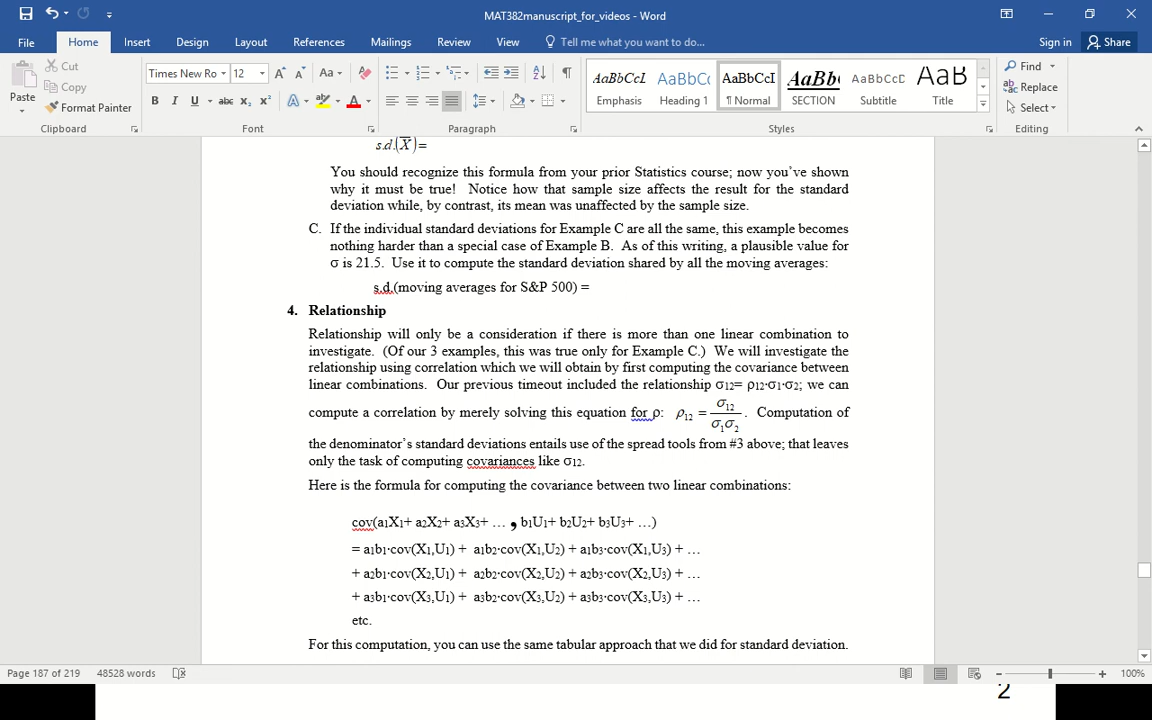 MAT382manuscript_for_videos - Word
File Home Insert Design Layout References Mailings Review View Tell me what you want to do... Sign in Share
Paste Cut Copy Format Painter
Times New Ro 12 Aa
B I U abc x₂ x² A A
AaBbCcI AaBbC( AaBbCcI AaBb( AaBbCcD AaB
Emphasis Heading 1 ¶ Normal SECTION Subtitle Title
Find Replace Select
Clipboard Font Paragraph Styles Editing
s.d.(X̅)=
You should recognize this formula from your prior Statistics course; now you’ve shown
why it must be true! Notice how that sample size affects the result for the standard
deviation while, by contrast, its mean was unaffected by the sample size.
C. If the individual standard deviations for Example C are all the same, this example becomes
nothing harder than a special case of Example B. As of this writing, a plausible value for
σ is 21.5. Use it to compute the standard deviation shared by all the moving averages:
s.d.(moving averages for S&P 500) =
4. Relationship
Relationship will only be a consideration if there is more than one linear combination to
investigate. (Of our 3 examples, this was true only for Example C.) We will investigate the
relationship using correlation which we will obtain by first computing the covariance between
linear combinations. Our previous timeout included the relationship σ₁₂= ρ₁₂·σ₁·σ₂; we can
compute a correlation by merely solving this equation for ρ: ρ₁₂ = σ₁₂ / σ₁σ₂ . Computation of
the denominator’s standard deviations entails use of the spread tools from #3 above; that leaves
only the task of computing covariances like σ₁₂.
Here is the formula for computing the covariance between two linear combinations:
cov(a₁X₁+ a₂X₂+ a₃X₃+ … , b₁U₁+ b₂U₂+ b₃U₃+ …)
= a₁b₁·cov(X₁,U₁) + a₁b₂·cov(X₁,U₂) + a₁b₃·cov(X₁,U₃) + …
+ a₂b₁·cov(X₂,U₁) + a₂b₂·cov(X₂,U₂) + a₂b₃·cov(X₂,U₃) + …
+ a₃b₁·cov(X₃,U₁) + a₃b₂·cov(X₃,U₂) + a₃b₃·cov(X₃,U₃) + …
etc.
For this computation, you can use the same tabular approach that we did for standard deviation.
Page 187 of 219 48528 words 100%
2